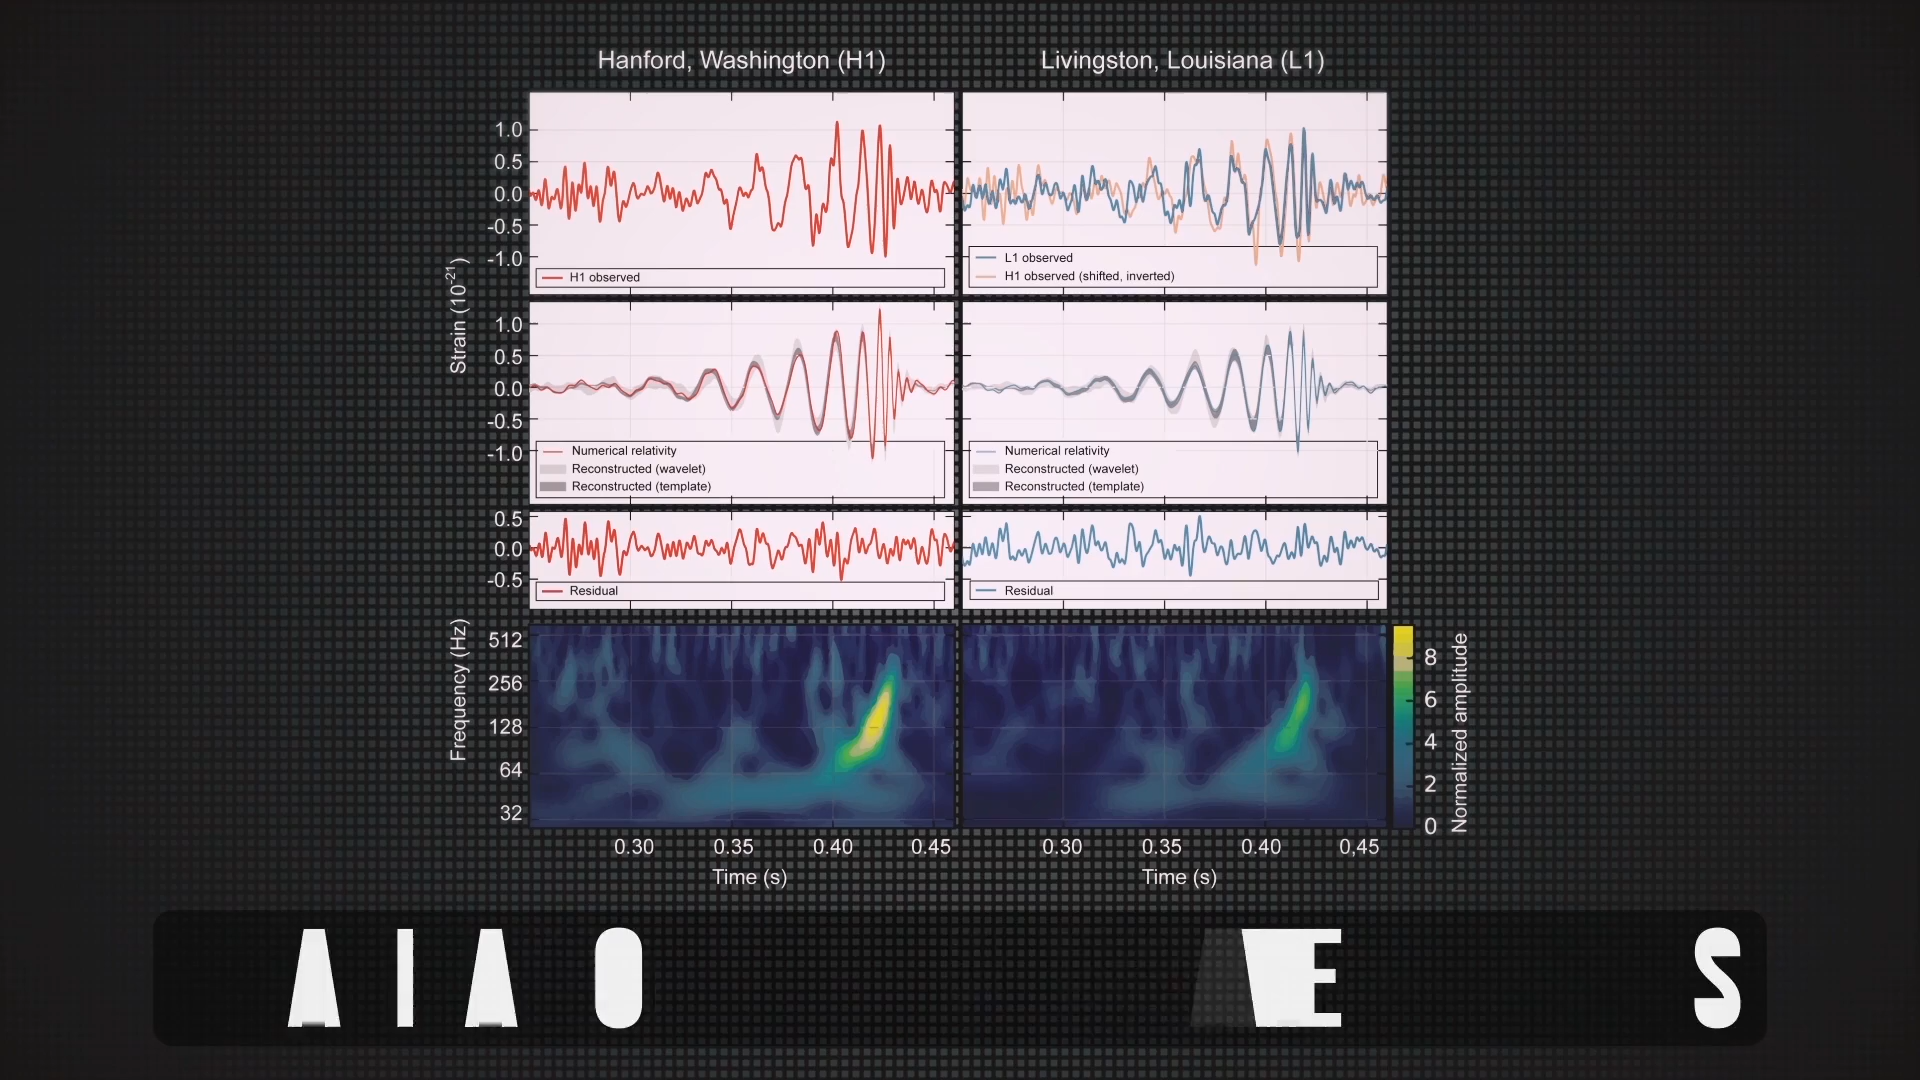 Hanford, Washington (H1)
Livingston, Louisiana (L1)
Strain (10-21)
1.0
0.5
0.0
-0.5
-1.0
H1 observed
L1 observed
H1 observed (shifted, inverted)
1.0
0.5
0.0
-0.5
-1.0
Numerical relativity
Reconstructed (wavelet)
Reconstructed (template)
Numerical relativity
Reconstructed (wavelet)
Reconstructed (template)
0.5
0.0
-0.5
Residual
Residual
Frequency (Hz)
512
256
128
64
32
8
6
4
2
0
Normalized amplitude
0.30 0.35 0.40 0.45
0.30 0.35 0.40 0,45
Time (s)
Time (s)
A I A O E S